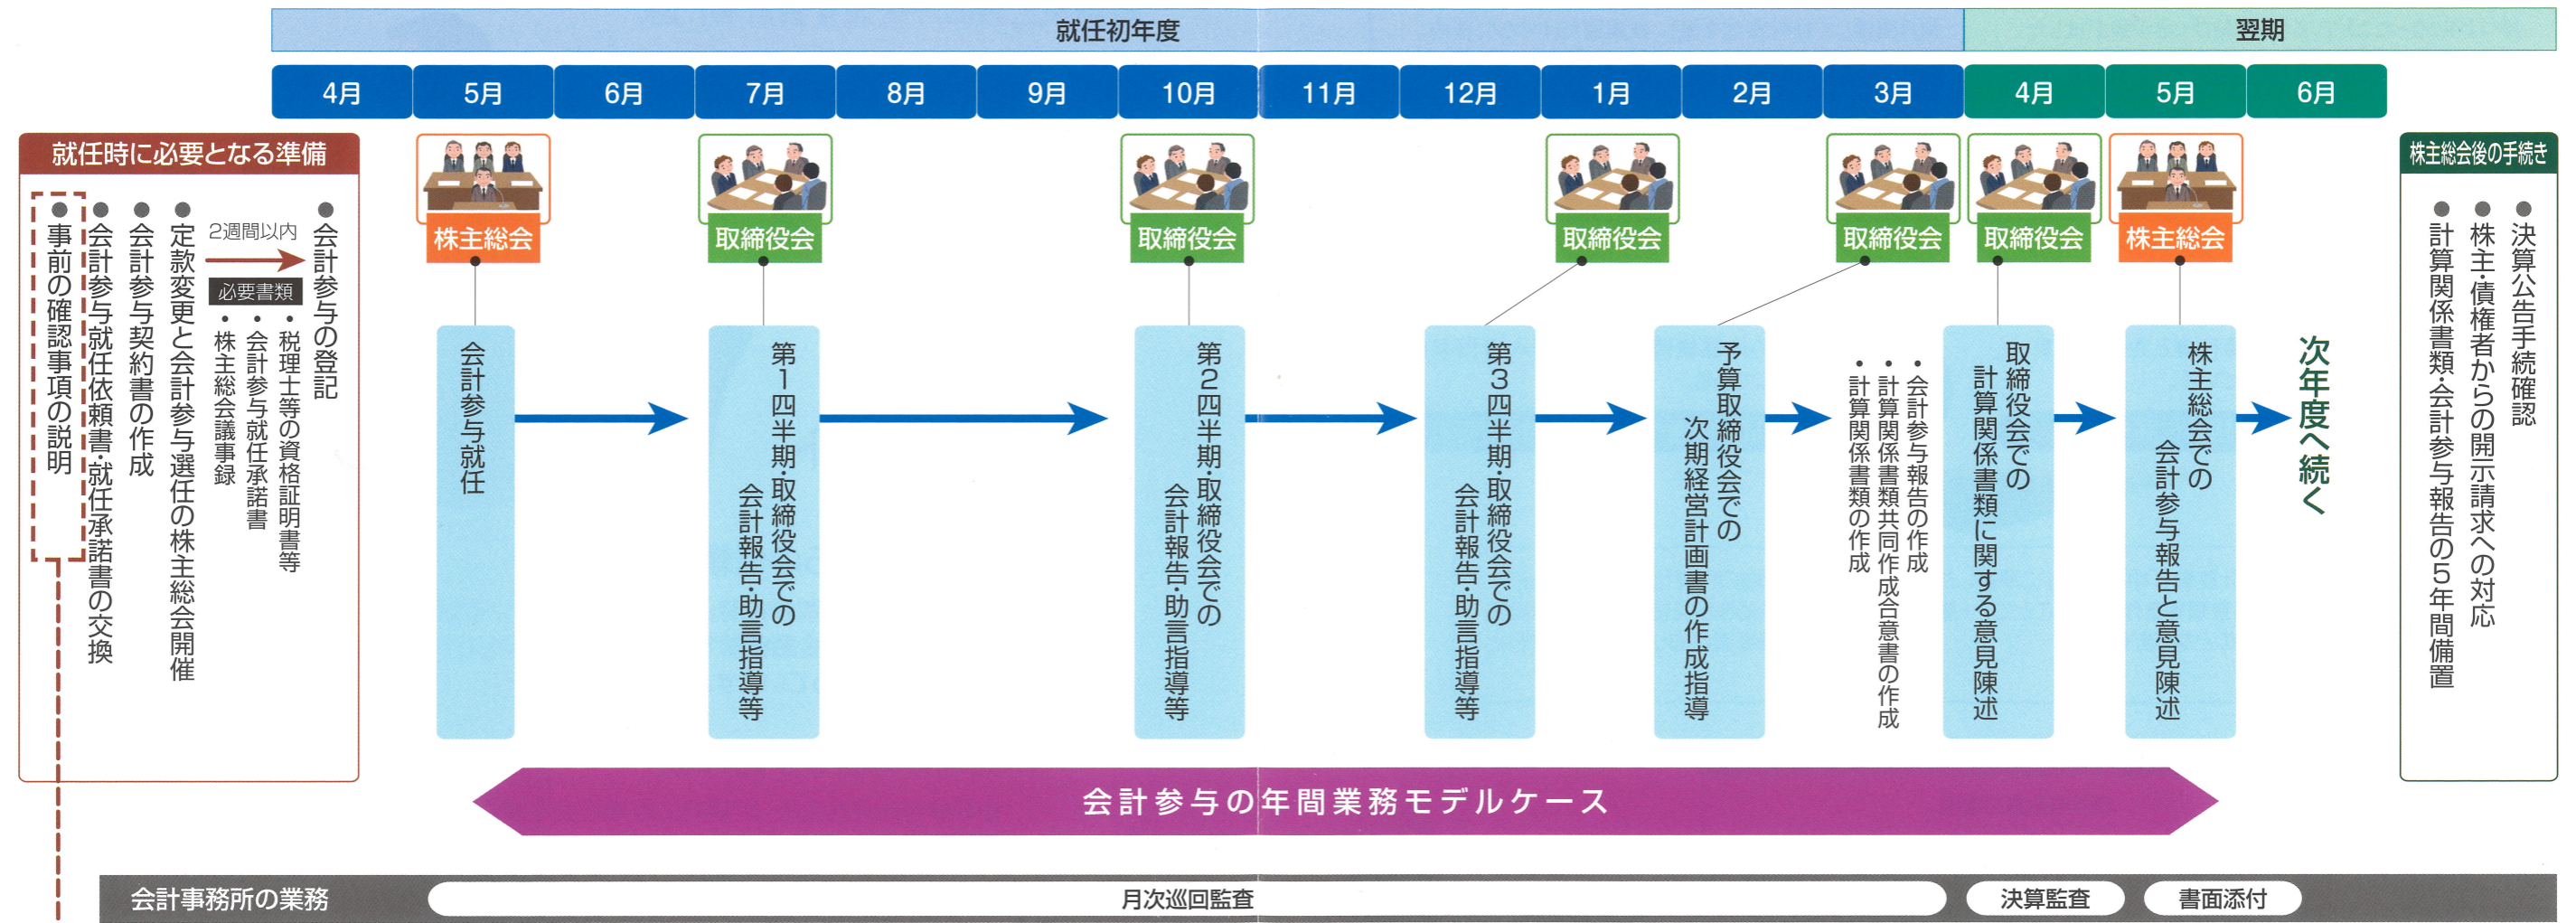 就任初年度
翌期
4月
5月
6月
7月
8月
9月
10月
11月
12月
1月
2月
3月
4月
5月
6月
就任時に必要となる準備
●事前の確認事項の説明
●会計参与就任依頼書・就任承諾書の交換
●会計参与契約書の作成
●定款変更と会計参与選任の株主総会開催
2週間以内
必要書類
・株主総会議事録
・会計参与就任承諾書
・税理士等の資格証明書等
●会計参与の登記
株主総会
取締役会
取締役会
取締役会
取締役会
取締役会
株主総会
会計参与就任
第1四半期・取締役会での
会計報告・助言指導等
第2四半期・取締役会での
会計報告・助言指導等
第3四半期・取締役会での
会計報告・助言指導等
予算取締役会での
次期経営計画書の作成指導
・会計参与報告の作成
・計算関係書類共同作成合意書の作成
・計算関係書類の作成
取締役会での
計算関係書類に関する意見陳述
株主総会での
会計参与報告と意見陳述
次年度へ続く
株主総会後の手続き
●決算公告手続確認
●株主・債権者からの開示請求への対応
●計算関係書類・会計参与報告の5年間備置
会計参与の年間業務モデルケース
会計事務所の業務
月次巡回監査
決算監査
書面添付